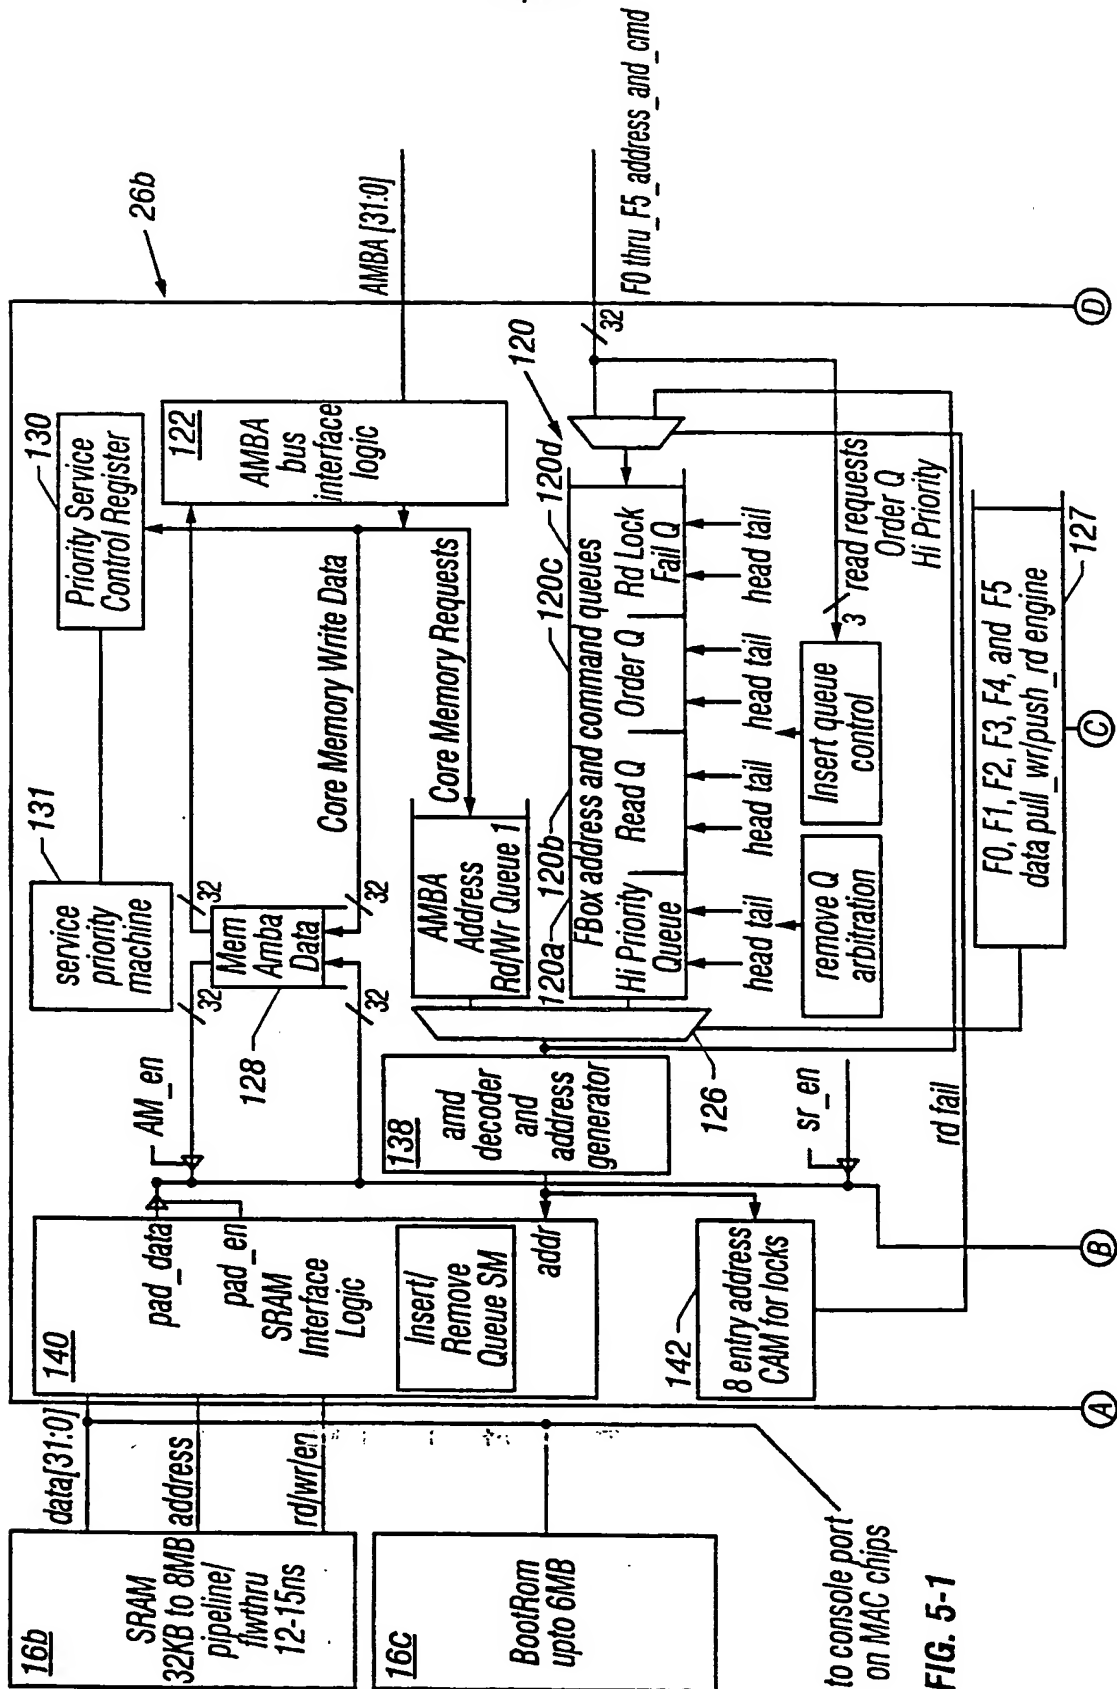 26b
130
Priority Service
Control Register
122
AMBA
bus
interface
logic
AMBA [31:0]
131
service
priority
machine
32
32
Mem
Amba
Data
32
32
128
AM_en
Core Memory Write Data
Core Memory Requests
140
pad_data
pad_en
SRAM
Interface
Logic
Insert/
Remove
Queue SM
addr
data[31:0]
address
rd/wr/en
16b
SRAM
32KB to 8MB
pipeline/
flwthru
12-15ns
16c
BootRom
upto 6MB
to console port
on MAC chips
138
amd
decoder
and
address
generator
AMBA
Address
Rd/Wr Queue 1
120a
120b
120c
120d
120
FBox address and command queues
Hi Priority
Queue
Read Q
Order Q
Rd Lock
Fail Q
head tail
head tail
head tail
head tail
32
F0 thru_F5_address_and_cmd
126
remove Q
arbitration
Insert queue
control
3
read requests
Order Q
Hi Priority
142
8 entry address
CAM for locks
sr_en
rd fail
F0, F1, F2, F3, F4, and F5
data pull_wr/push_rd engine
127
A
B
C
D
FIG. 5-1